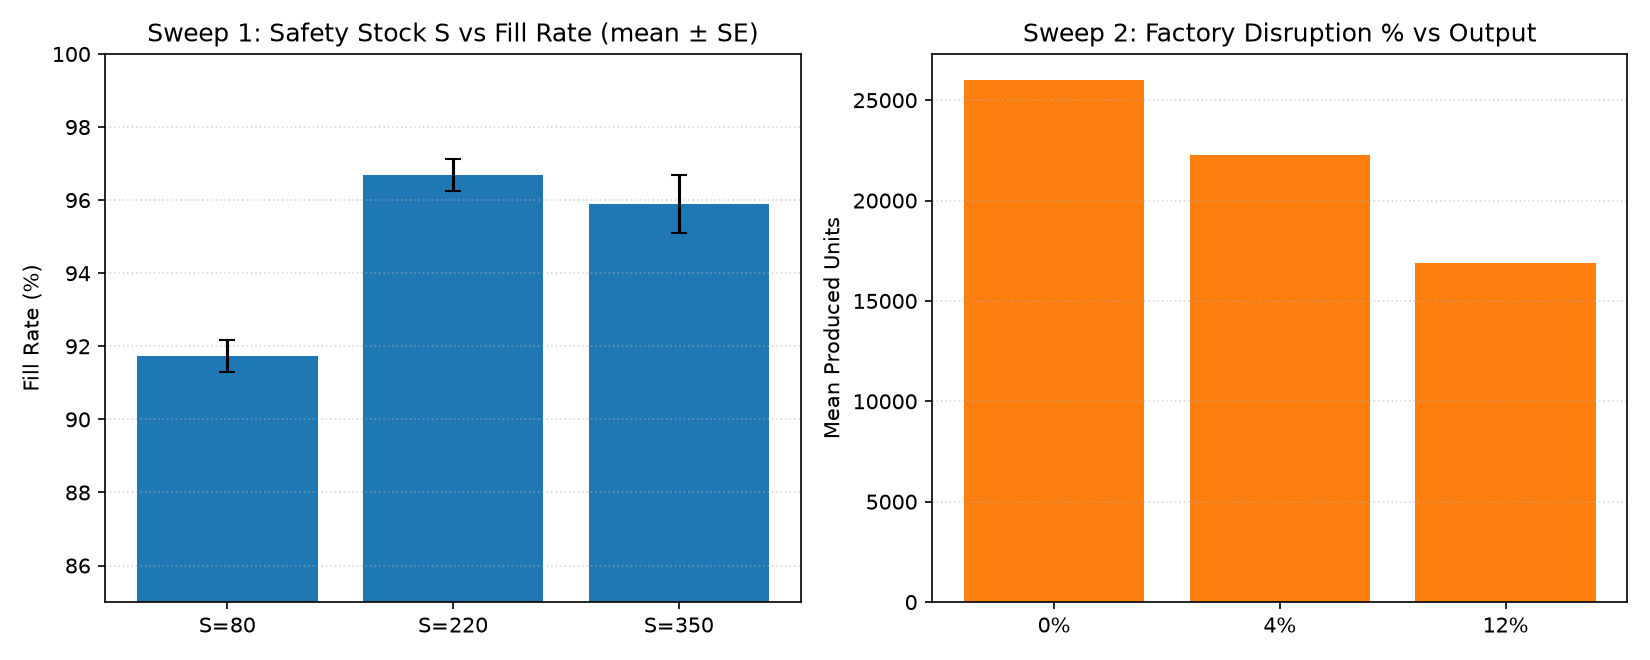 Sweep 1: Safety Stock S vs Fill Rate (mean ± SE)
Fill Rate (%)
100
98
96
94
92
90
88
86
S=80
S=220
S=350
Sweep 2: Factory Disruption % vs Output
Mean Produced Units
25000
20000
15000
10000
5000
0
0%
4%
12%